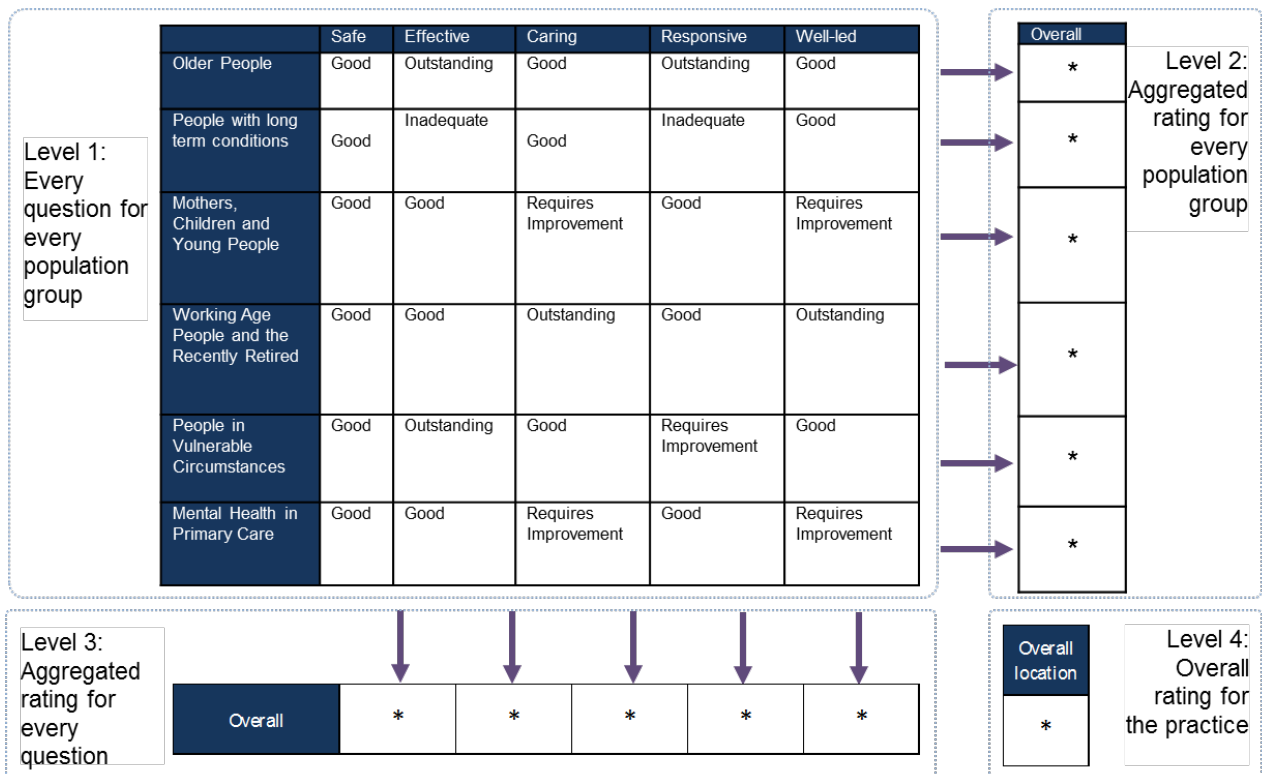 Level 1:
Every
question for
every
population
group
Safe Effective Caring Responsive Well-led
Older People Good Outstanding Good Outstanding Good
People with long
term conditions
Good Inadequate Good Inadequate Good
Mothers,
Children and
Young People
Good Good Requires
Improvement Good Requires
Improvement
Working Age
People and the
Recently Retired
Good Good Outstanding Good Outstanding
People in
Vulnerable
Circumstances
Good Outstanding Good Requires
Improvement Good
Mental Health in
Primary Care
Good Good Requires
Improvement Good Requires
Improvement
Overall
*
*
*
*
*
*
Level 2:
Aggregated
rating for
every
population
group
Level 3:
Aggregated
rating for
every
question
Overall * * * * *
Overall
location
*
Level 4:
Overall
rating for
the practice